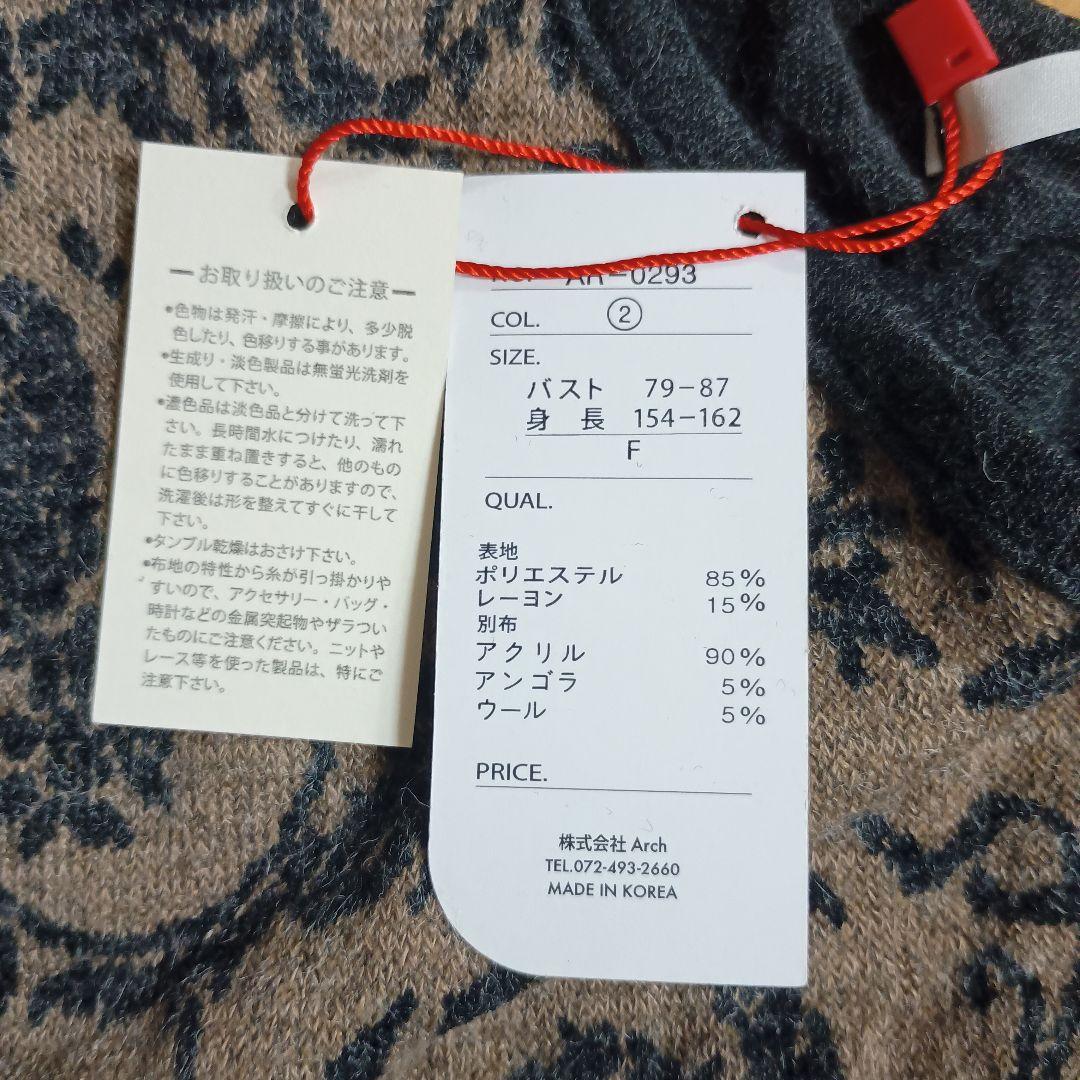 お取り扱いのご注意
•色物は発汗・摩擦により、多少脱
色したり、色移りする事があります。
•生成り・淡色製品は無蛍光洗剤を
使用して下さい。
•濃色品は淡色品と分けて洗って下
さい。長時間水につけたり、濡れ
たまま重ね置きすると、他のもの
に色移りすることがありますので、
洗濯後は形を整えてすぐに干して
下さい。
•タンブル乾燥はおさけ下さい。
•布地の特性から糸が引っ掛かりや
すいので、アクセサリー・バッグ・
時計などの金属突起物やザラつい
たものにご注意ください。ニットや
レース等を使った製品は、特にご
注意下さい。
AR-0293
COL. ②
SIZE.
バスト 79-87
身 長 154-162
F
QUAL.
表地
ポリエステル 85%
レーヨン 15%
別布
アクリル 90%
アンゴラ 5%
ウール 5%
PRICE.
株式会社 Arch
TEL.072-493-2660
MADE IN KOREA